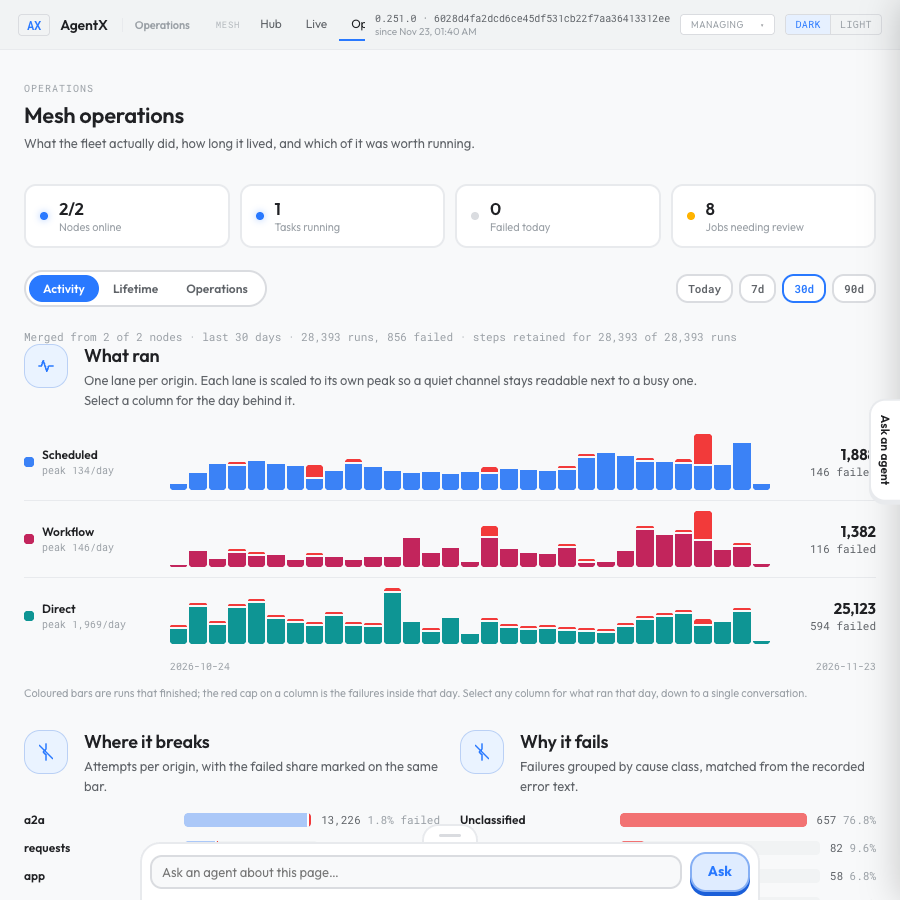 AX AgentX Operations MESH Hub Live Op 0.251.0 · 6028d4fa2dcd6ce45df531cb22f7aa36413312ee MANAGING DARK LIGHT
since Nov 23, 01:40 AM
OPERATIONS
Mesh operations
What the fleet actually did, how long it lived, and which of it was worth running.
2/2
Nodes online
1
Tasks running
0
Failed today
8
Jobs needing review
Activity Lifetime Operations Today 7d 30d 90d
Merged from 2 of 2 nodes · last 30 days · 28,393 runs, 856 failed · steps retained for 28,393 of 28,393 runs
What ran
One lane per origin. Each lane is scaled to its own peak so a quiet channel stays readable next to a busy one.
Select a column for the day behind it.
Ask an agent
Scheduled 1,888
peak 134/day 146 faile
Workflow 1,382
peak 146/day 116 failed
Direct 25,123
peak 1,969/day 594 failed
2026-10-24 2026-11-23
Coloured bars are runs that finished; the red cap on a column is the failures inside that day. Select any column for what ran that day, down to a single conversation.
Where it breaks
Attempts per origin, with the failed share marked on the same
bar.
Why it fails
Failures grouped by cause class, matched from the recorded
error text.
a2a 13,226 1.8% failed
Unclassified 657 76.8%
requests
82 9.6%
app
58 6.8%
Ask an agent about this page… Ask